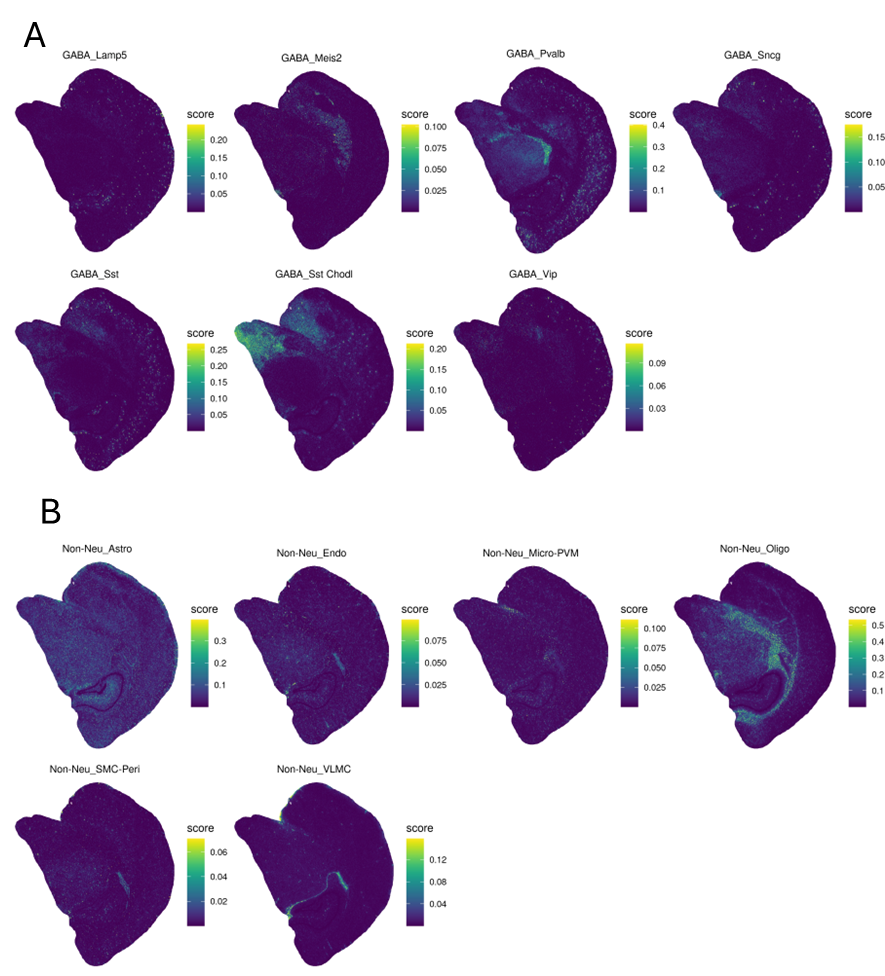 A
GABA_Lamp5
score
0.20
0.15
0.10
0.05
GABA_Meis2
score
0.100
0.075
0.050
0.025
GABA_Pvalb
score
0.4
0.3
0.2
0.1
GABA_Sncg
score
0.15
0.10
0.05
GABA_Sst
score
0.25
0.20
0.15
0.10
0.05
GABA_Sst Chodl
score
0.20
0.15
0.10
0.05
GABA_Vip
score
0.09
0.06
0.03
B
Non-Neu_Astro
score
0.3
0.2
0.1
Non-Neu_Endo
score
0.075
0.050
0.025
Non-Neu_Micro-PVM
score
0.100
0.075
0.050
0.025
Non-Neu_Oligo
score
0.5
0.4
0.3
0.2
0.1
Non-Neu_SMC-Peri
score
0.06
0.04
0.02
Non-Neu_VLMC
score
0.12
0.08
0.04